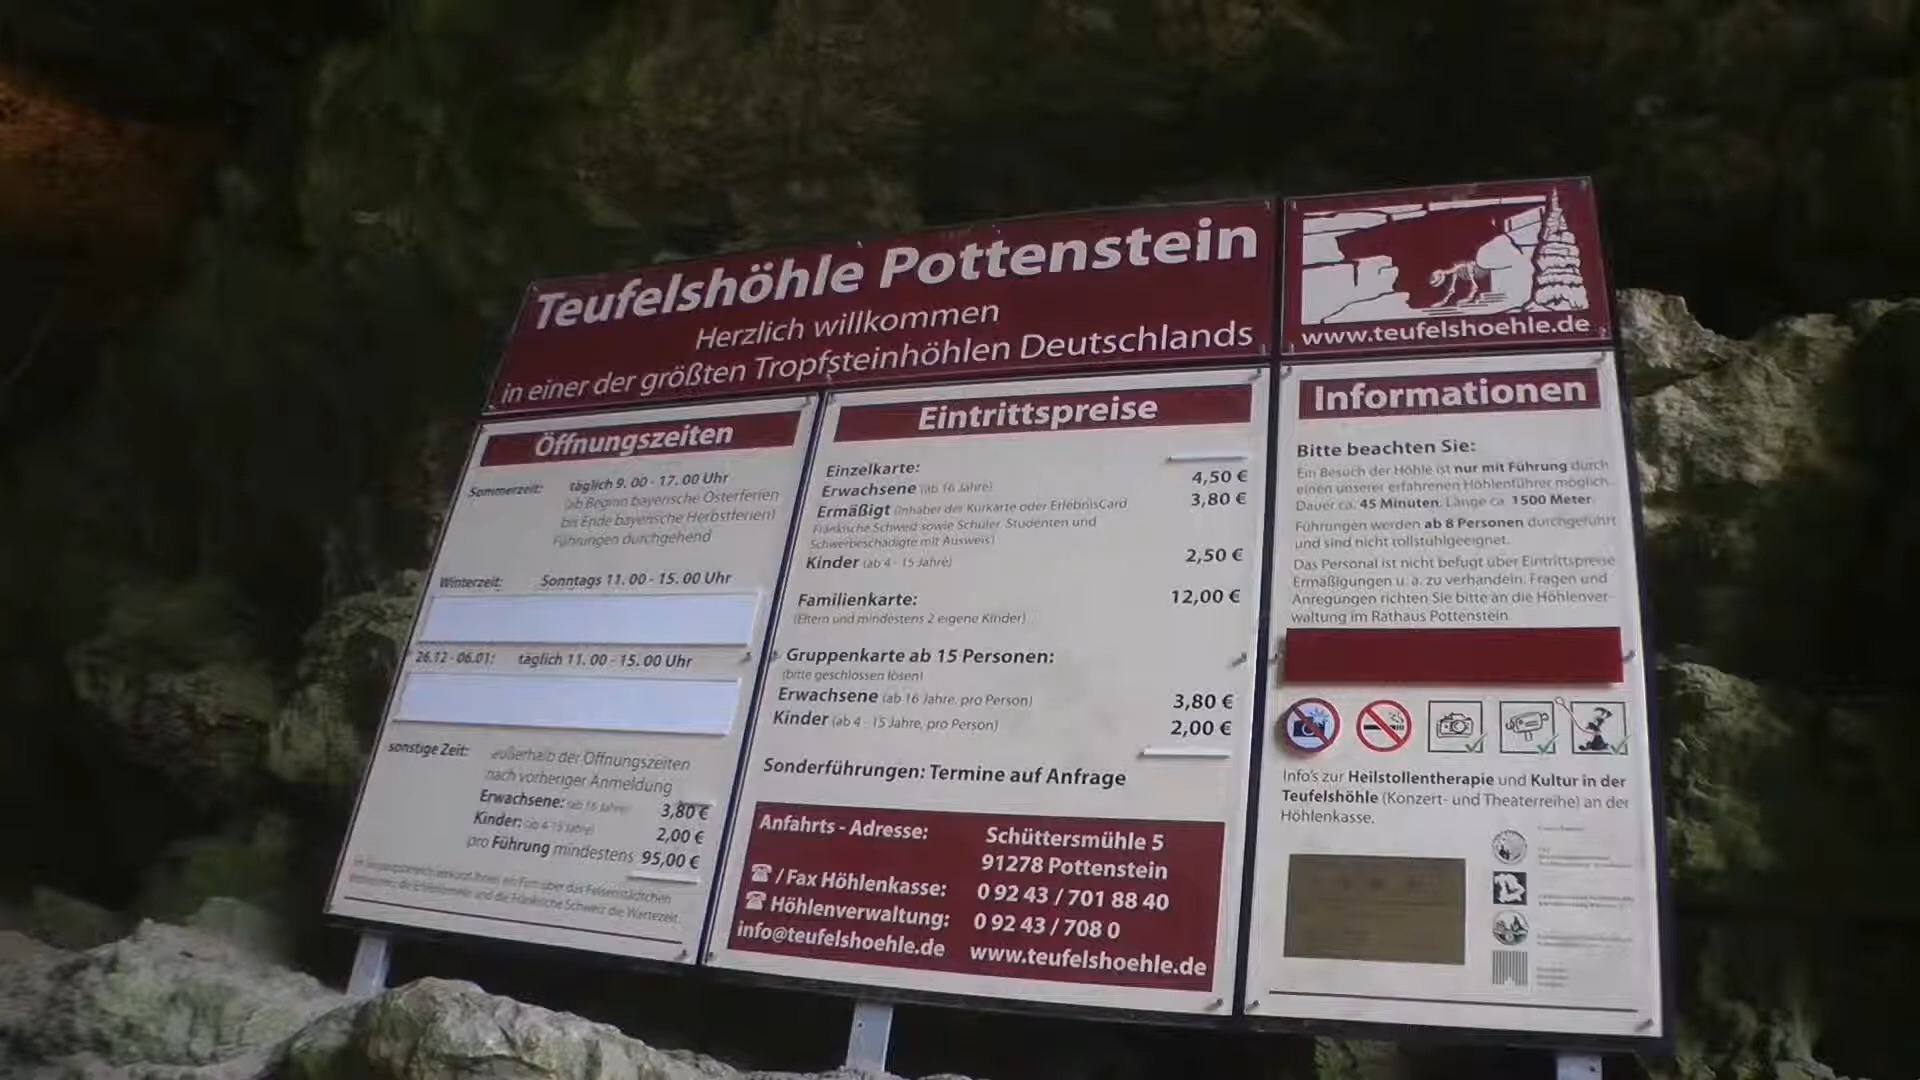 Teufelshöhle Pottenstein
Herzlich willkommen
in einer der größten Tropfsteinhöhlen Deutschlands
www.teufelshoehle.de
Öffnungszeiten
Sommerzeit: täglich 9.00 - 17.00 Uhr
(ab Beginn bayerische Osterferien
bis Ende bayerische Herbstferien)
Führungen durchgehend
Winterzeit: Sonntags 11.00 - 15.00 Uhr
26.12 - 06.01: täglich 11.00 - 15.00 Uhr
sonstige Zeit: außerhalb der Öffnungszeiten
nach vorheriger Anmeldung
Erwachsene: (ab 16 Jahre) 3,80 €
Kinder: (ab 4-15 Jahre) 2,00 €
pro Führung mindestens 95,00 €
ein Film über das Felsenstädtchen
und die Fränkische Schweiz die Wartezeit.
Eintrittspreise
Einzelkarte:
Erwachsene (ab 16 Jahre) 4,50 €
Ermäßigt (Inhaber der Kurkarte oder ErlebnisCard 3,80 €
Fränkische Schweiz sowie Schüler, Studenten und
Schwerbeschädigte mit Ausweis)
Kinder (ab 4 - 15 Jahre) 2,50 €
Familienkarte: 12,00 €
(Eltern und mindestens 2 eigene Kinder)
Gruppenkarte ab 15 Personen:
(bitte geschlossen lösen)
Erwachsene (ab 16 Jahre, pro Person) 3,80 €
Kinder (ab 4 - 15 Jahre, pro Person) 2,00 €
Sonderführungen: Termine auf Anfrage
Anfahrts - Adresse: Schüttersmühle 5
91278 Pottenstein
/ Fax Höhlenkasse: 0 92 43 / 701 88 40
Höhlenverwaltung: 0 92 43 / 708 0
info@teufelshoehle.de www.teufelshoehle.de
Informationen
Bitte beachten Sie:
Ein Besuch der Höhle ist nur mit Führung durch
einen unserer erfahrenen Höhlenführer möglich.
Dauer ca. 45 Minuten, Länge ca. 1500 Meter.
Führungen werden ab 8 Personen durchgeführt
und sind nicht rollstuhlgeeignet.
Das Personal ist nicht befugt über Eintrittspreise
Ermäßigungen u. a. zu verhandeln. Fragen und
Anregungen richten Sie bitte an die Höhlenver-
waltung im Rathaus Pottenstein.
Info's zur Heilstollentherapie und Kultur in der
Teufelshöhle (Konzert- und Theaterreihe) an der
Höhlenkasse.